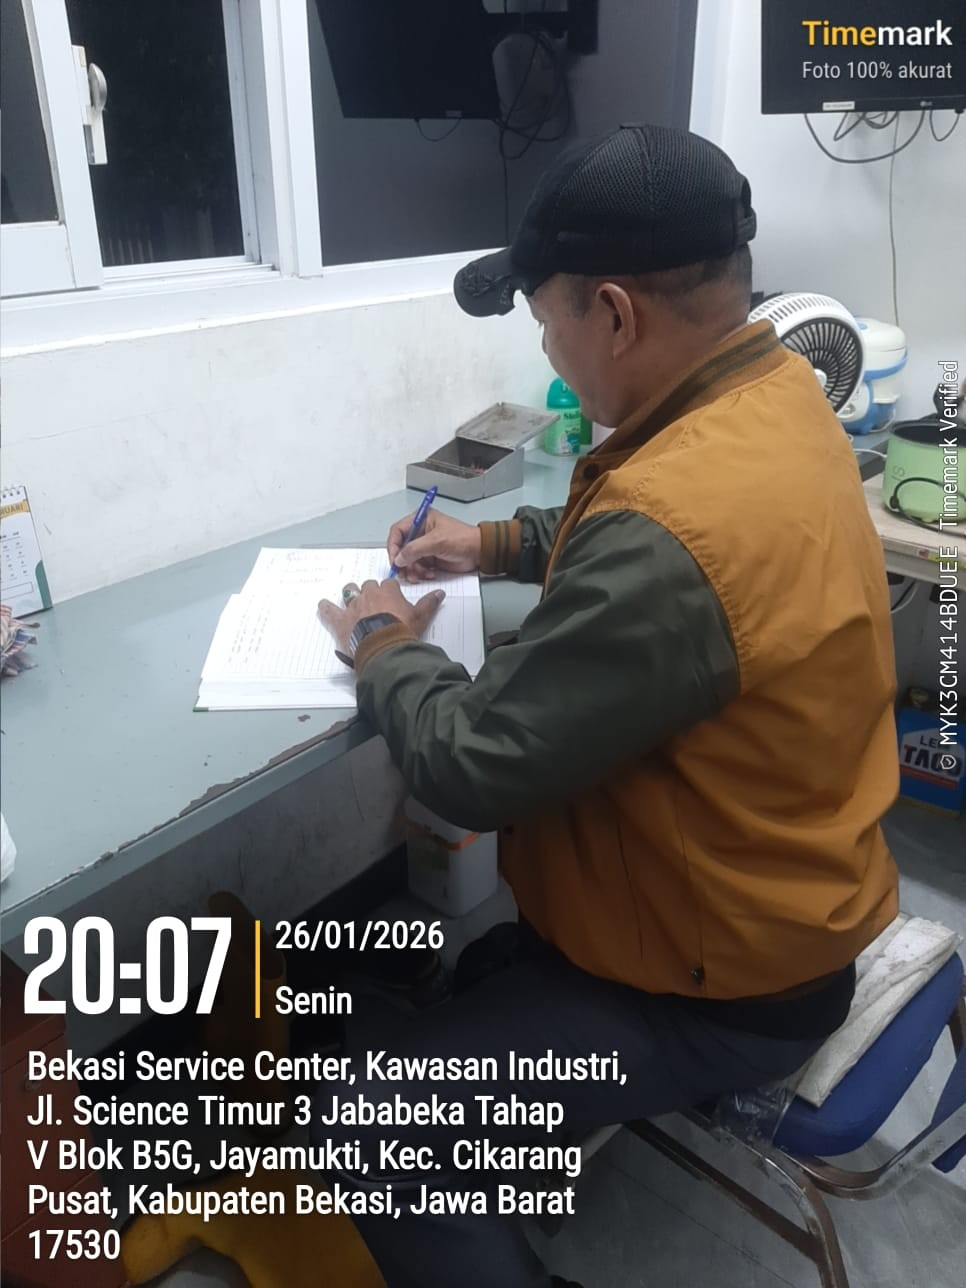 Timemark
Foto 100% akurat
MYK3CM414BDUEE Timemark Verified
20:07
26/01/2026
Senin
Bekasi Service Center, Kawasan Industri,
Jl. Science Timur 3 Jababeka Tahap
V Blok B5G, Jayamukti, Kec. Cikarang
Pusat, Kabupaten Bekasi, Jawa Barat
17530